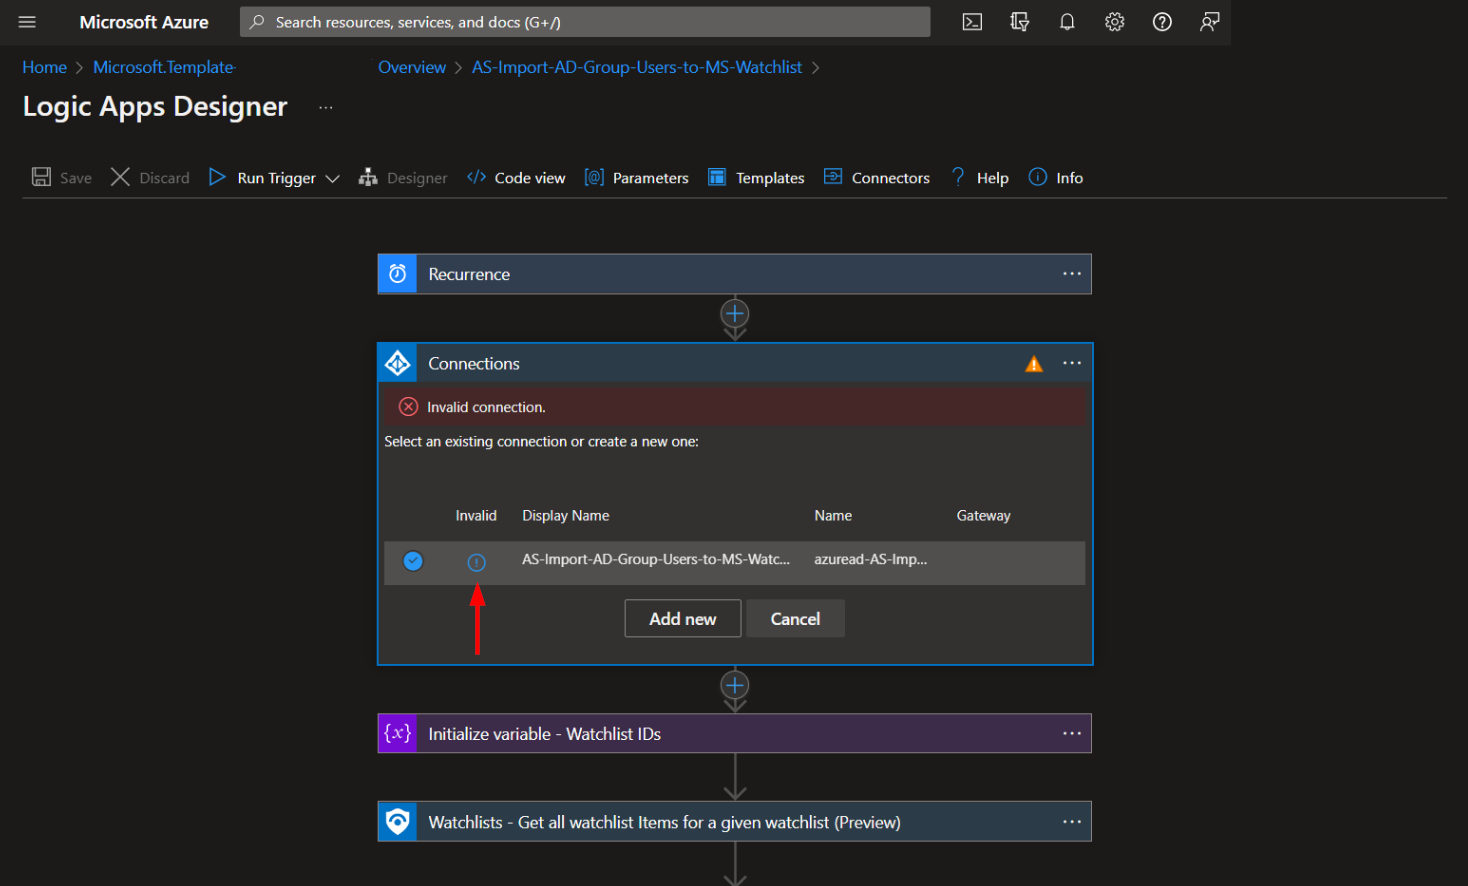 Microsoft Azure
Search resources, services, and docs (G+/)
Home > Microsoft.Template- Overview > AS-Import-AD-Group-Users-to-MS-Watchlist >
Logic Apps Designer ...
Save Discard Run Trigger Designer </> Code view [@] Parameters Templates Connectors ? Help Info
Recurrence ...
Connections ...
Invalid connection.
Select an existing connection or create a new one:
Invalid Display Name Name Gateway
AS-Import-AD-Group-Users-to-MS-Watc... azuread-AS-Imp...
Add new Cancel
{x} Initialize variable - Watchlist IDs ...
Watchlists - Get all watchlist Items for a given watchlist (Preview) ...